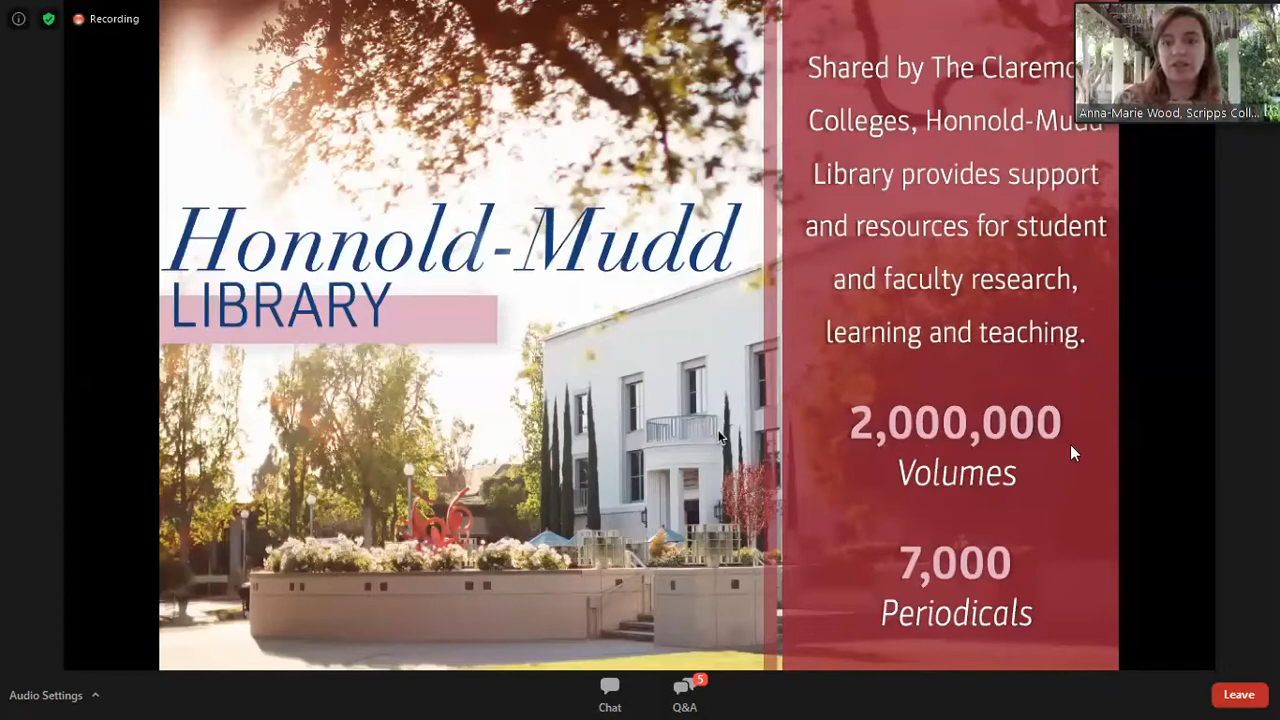 Recording
Honnold-Mudd
LIBRARY
Shared by The
Colleges, Honnold-Mudd
Library provides support
and resources for student
and faculty research,
learning and teaching.
2,000,000
Volumes
7,000
Periodicals
Anna-Marie Wood, Scripps Coll...
Audio Settings
Chat
5
Q&A
Leave